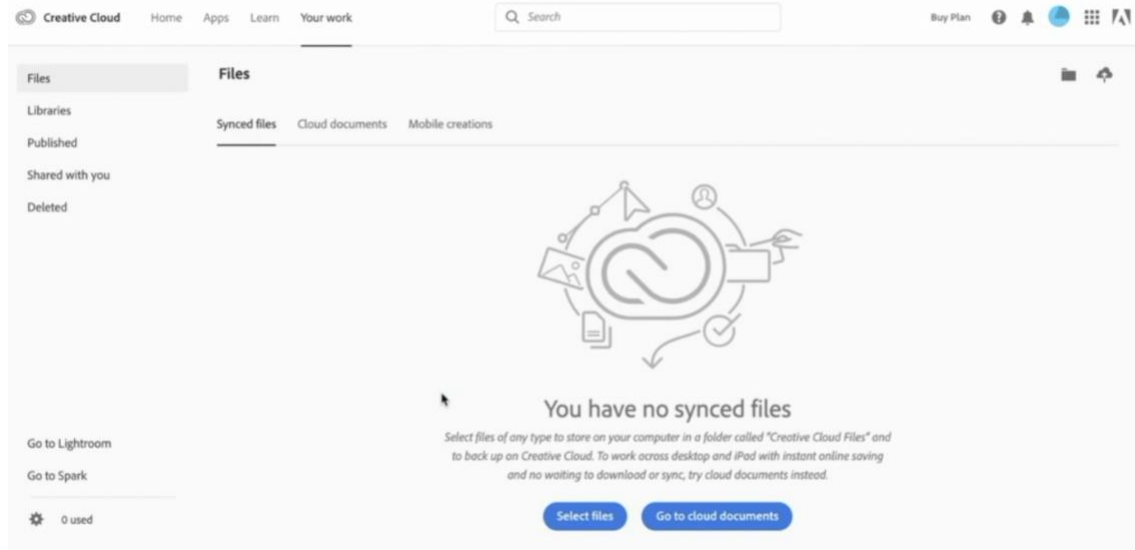 Creative Cloud Home Apps Learn Your work Search Buy Plan
Files
Libraries
Published
Shared with you
Deleted
Go to Lightroom
Go to Spark
0 used
Files
Synced files Cloud documents Mobile creations
You have no synced files
Select files of any type to store on your computer in a folder called "Creative Cloud Files" and
to back up on Creative Cloud. To work across desktop and iPad with instant online saving
and no waiting to download or sync, try cloud documents instead.
Select files Go to cloud documents